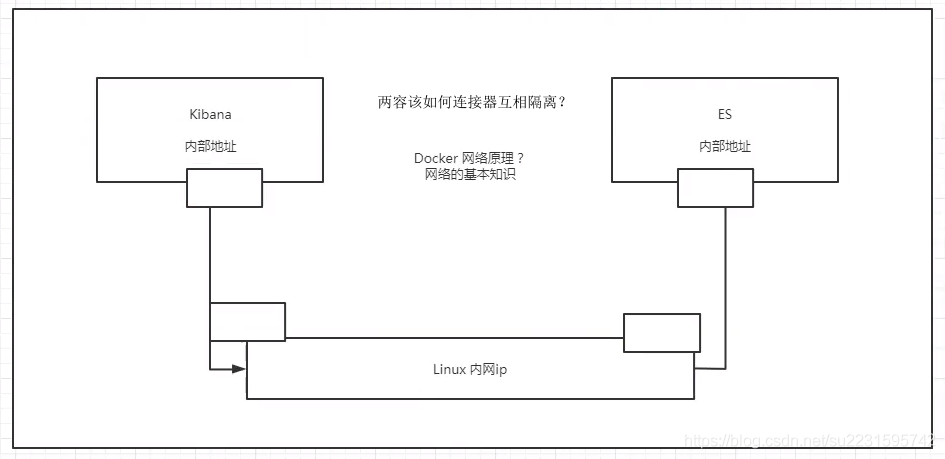 Kibana
内部地址
两容该如何连接器互相隔离？
Docker 网络原理？
网络的基本知识
ES
内部地址
Linux 内网ip
https://blog.csdn.net/su2231595742